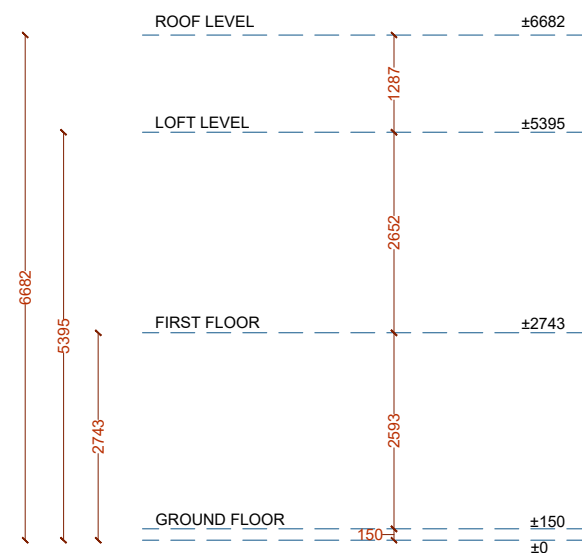 ROOF LEVEL ±6682
1287
LOFT LEVEL ±5395
2652
6682
5395
FIRST FLOOR ±2743
2743
2593
GROUND FLOOR ±150
150
±0